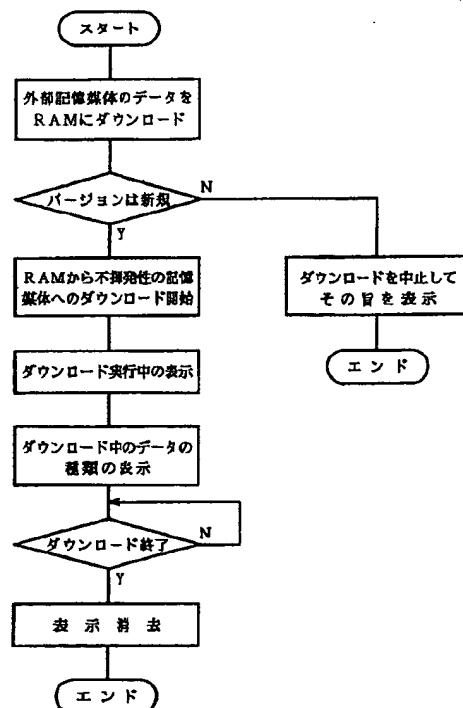 スタート
外部記憶媒体のデータを
RAMにダウンロード
バージョンは新規
N
Y
RAMから不揮発性の記憶
媒体へのダウンロード開始
ダウンロードを中止して
その旨を表示
エンド
ダウンロード実行中の表示
ダウンロード中のデータの
種類の表示
ダウンロード終了
N
Y
表示消去
エンド